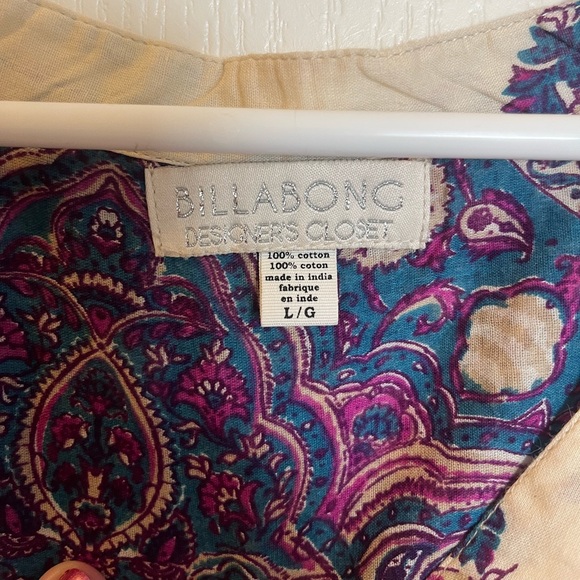 BILLABONG
DESIGNER'S CLOSET
100% cotton
100% coton
made in india
fabrique
en inde
L/G